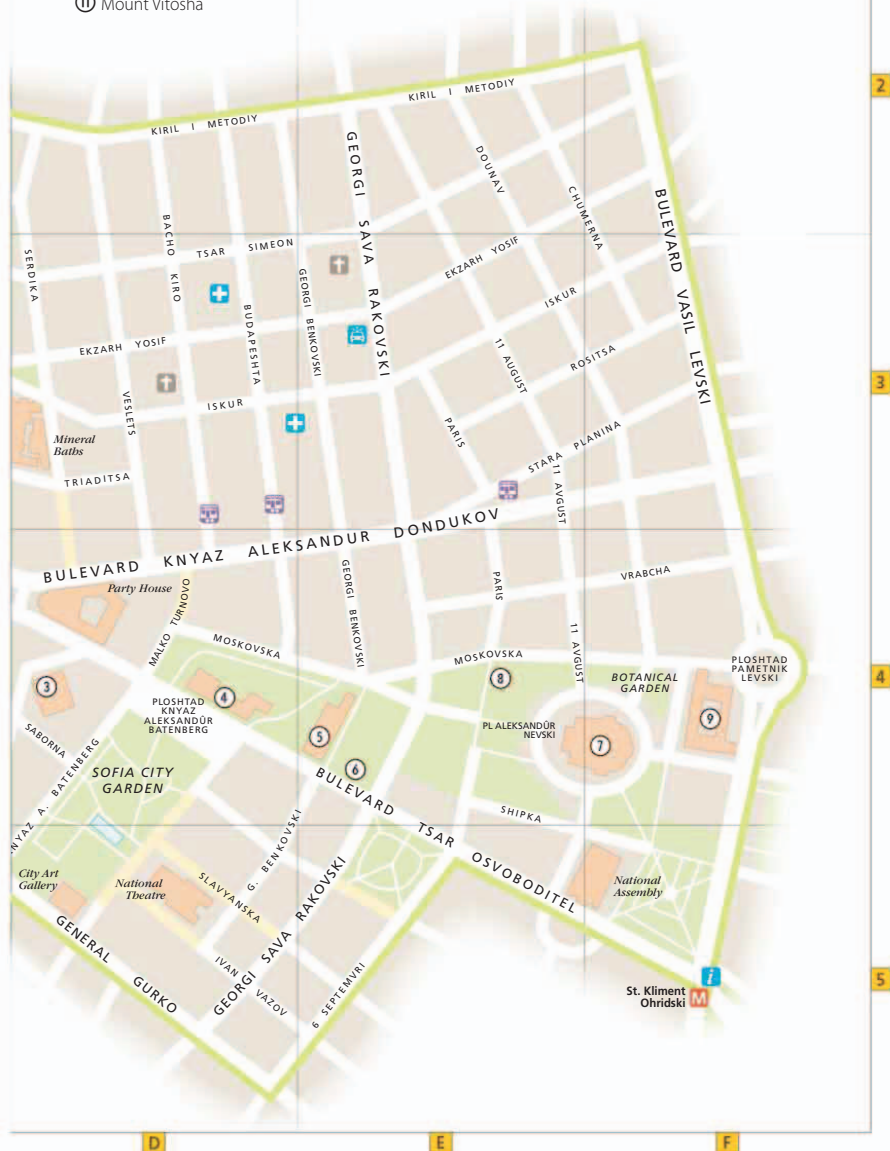 11 Mount Vitosha
2
KIRIL I METODIY
KIRIL I METODIY
GEORGI SAVA RAKOVSKI
DOUNAV
CHUMERNA
BULEVARD VASIL LEVSKI
SERDIKA
BACHO KIRO
TSAR SIMEON
GEORGI BENKOVSKI
EKZARH YOSIF
ISKUR
BUDAPESHTA
EKZARH YOSIF
11 AUGUST
ROSITSA
3
VESLETS
ISKUR
PARIS
STARA PLANINA
Mineral
Baths
TRIADITSA
11 AVGUST
BULEVARD KNYAZ ALEKSANDUR DONDUKOV
Party House
MALKO TURNOVO
GEORGI BENKOVSKI
PARIS
VRABCHA
MOSKOVSKA
MOSKOVSKA
11 AVGUST
BOTANICAL
GARDEN
PLOSHTAD
PAMETNIK
LEVSKI
4
3
4
8
PLOSHTAD
KNYAZ
ALEKSANDÛR
BATENBERG
5
PL ALEKSANDÛR
NEVSKI
7
9
SABORNA
6
SOFIA CITY
GARDEN
NYAZ A. BATENBERG
BULEVARD TSAR OSVOBODITEL
SHIPKA
G. BENKOVSKI
City Art
Gallery
National
Theatre
SLAVYANSKA
GEORGI SAVA RAKOVSKI
National
Assembly
GENERAL GURKO
IVAN VAZOV
6 SEPTEMVRI
i
5
St. Kliment
Ohridski
M
D
E
F